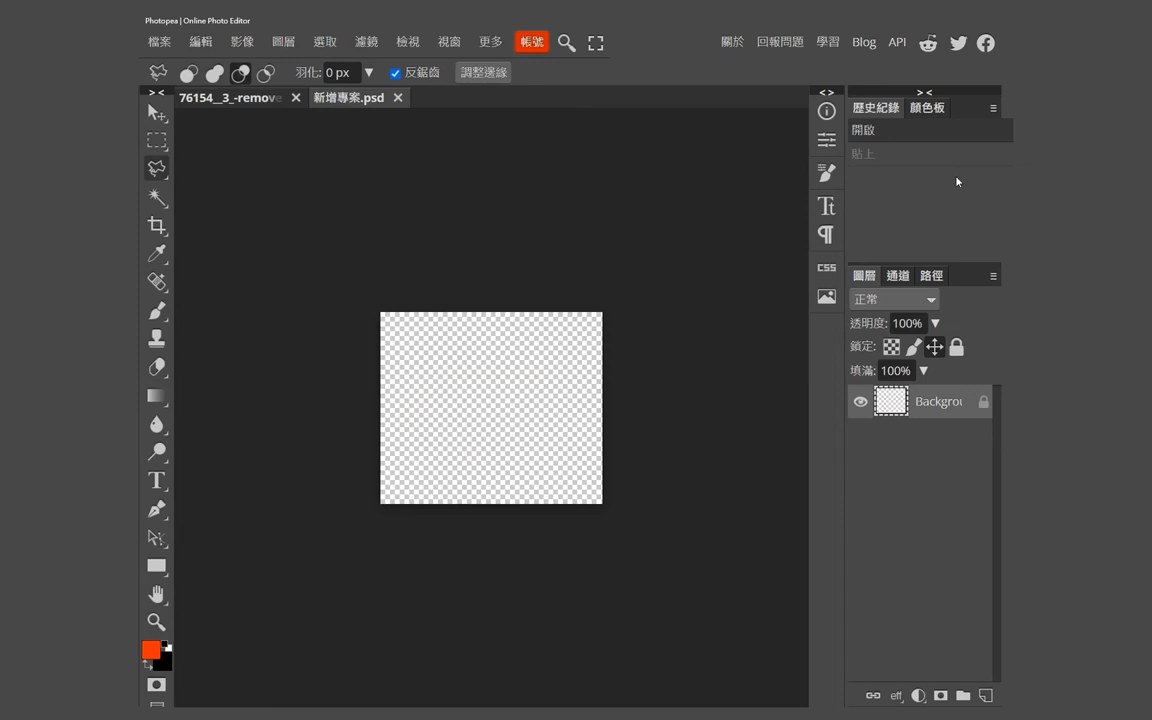 Photopea | Online Photo Editor
檔案 編輯 影像 圖層 選取 濾鏡 檢視 視窗 更多 帳號 關於 回報問題 學習 Blog API
羽化: 0 px 反鋸齒 調整邊緣
76154__3_-remove 新增專案.psd
歷史紀錄 顏色板
開啟
貼上
Tt
CSS
圖層 通道 路徑
正常
透明度: 100%
鎖定:
填滿: 100%
Backgrou
eff